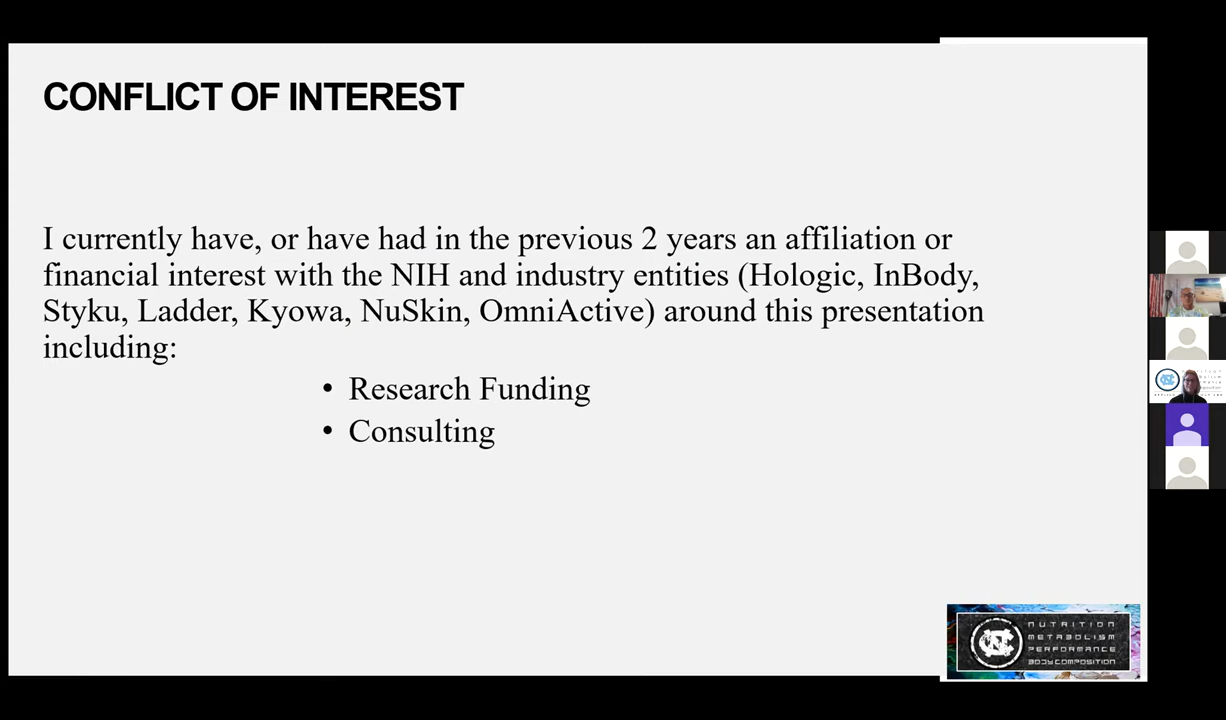 CONFLICT OF INTEREST
I currently have, or have had in the previous 2 years an affiliation or
financial interest with the NIH and industry entities (Hologic, InBody,
Styku, Ladder, Kyowa, NuSkin, OmniActive) around this presentation
including:
• Research Funding
• Consulting
NC
NUTRITION
METABOLISM
PERFORMANCE
BODY COMPOSITION